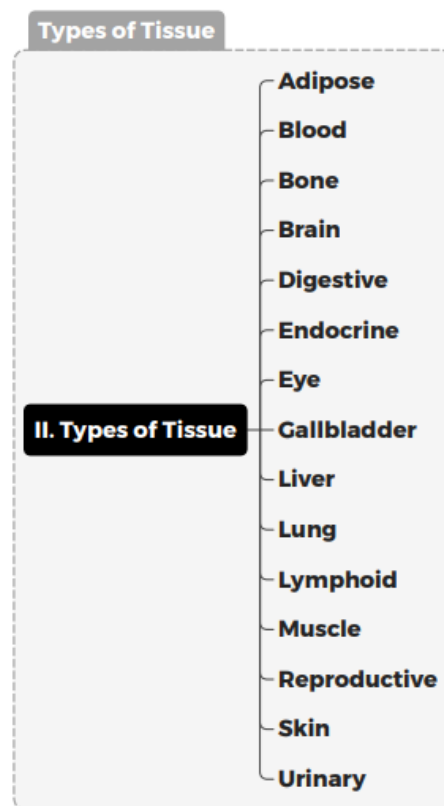 Types of Tissue
Adipose
Blood
Bone
Brain
Digestive
Endocrine
Eye
II. Types of Tissue
Gallbladder
Liver
Lung
Lymphoid
Muscle
Reproductive
Skin
Urinary